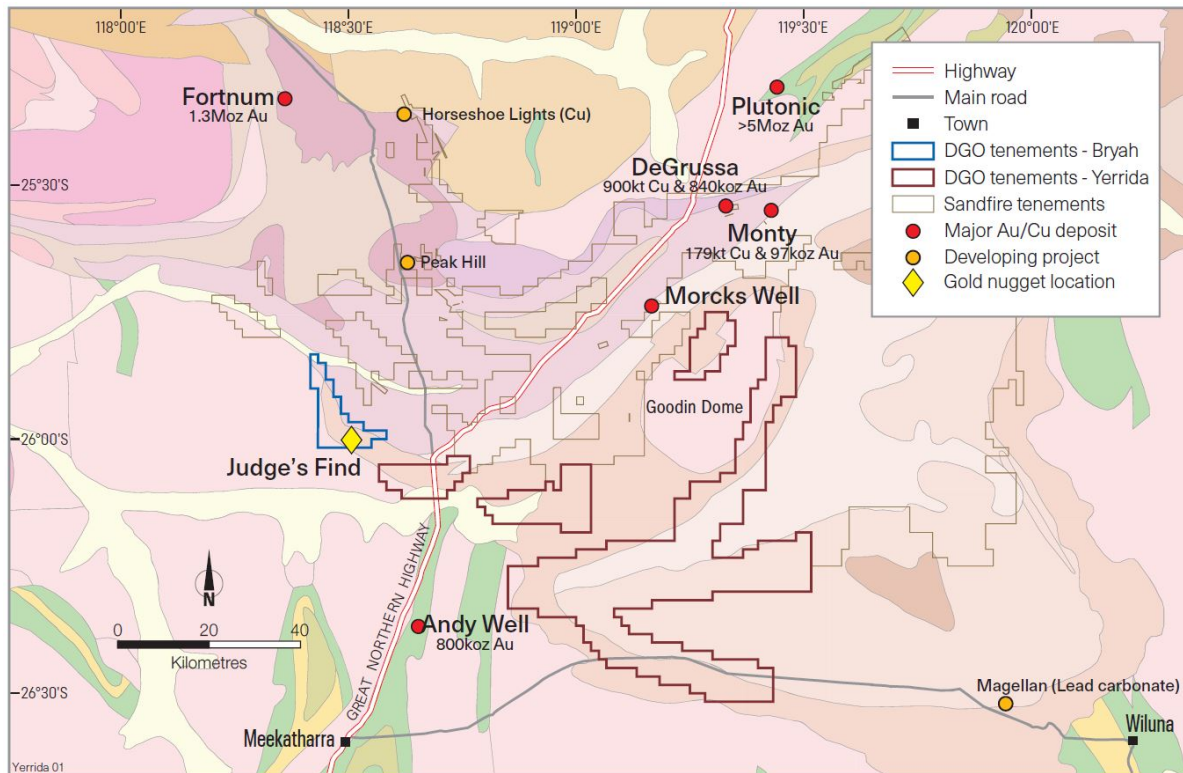 118°00'E
118°30'E
119°00'E
119°30'E
120°00'E
25°30'S
26°00'S
26°30'S
Highway
Main road
Town
DGO tenements - Bryah
DGO tenements - Yerrida
Sandfire tenements
Major Au/Cu deposit
Developing project
Gold nugget location
Fortnum
1.3Moz Au
Horseshoe Lights (Cu)
Plutonic
>5Moz Au
DeGrussa
900kt Cu & 840koz Au
Monty
179kt Cu & 97koz Au
Peak Hill
Morcks Well
Goodin Dome
Judge's Find
GREAT NORTHERN HIGHWAY
N
0 20 40
Kilometres
Andy Well
800koz Au
Magellan (Lead carbonate)
Meekatharra
Wiluna
Yerrida 01